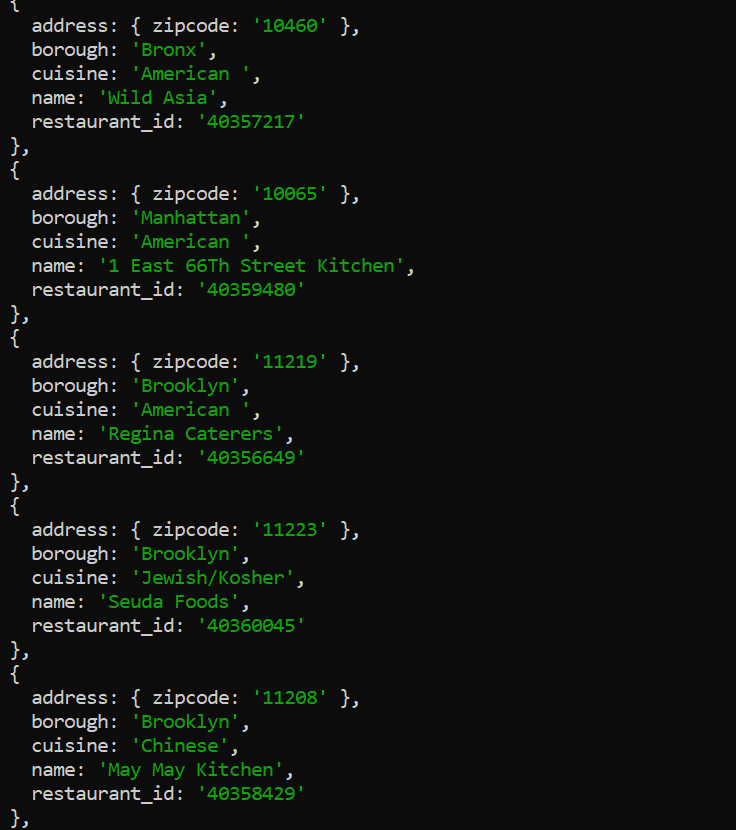 {
  address: { zipcode: '10460' },
  borough: 'Bronx',
  cuisine: 'American ',
  name: 'Wild Asia',
  restaurant_id: '40357217'
},
{
  address: { zipcode: '10065' },
  borough: 'Manhattan',
  cuisine: 'American ',
  name: '1 East 66Th Street Kitchen',
  restaurant_id: '40359480'
},
{
  address: { zipcode: '11219' },
  borough: 'Brooklyn',
  cuisine: 'American ',
  name: 'Regina Caterers',
  restaurant_id: '40356649'
},
{
  address: { zipcode: '11223' },
  borough: 'Brooklyn',
  cuisine: 'Jewish/Kosher',
  name: 'Seuda Foods',
  restaurant_id: '40360045'
},
{
  address: { zipcode: '11208' },
  borough: 'Brooklyn',
  cuisine: 'Chinese',
  name: 'May May Kitchen',
  restaurant_id: '40358429'
},